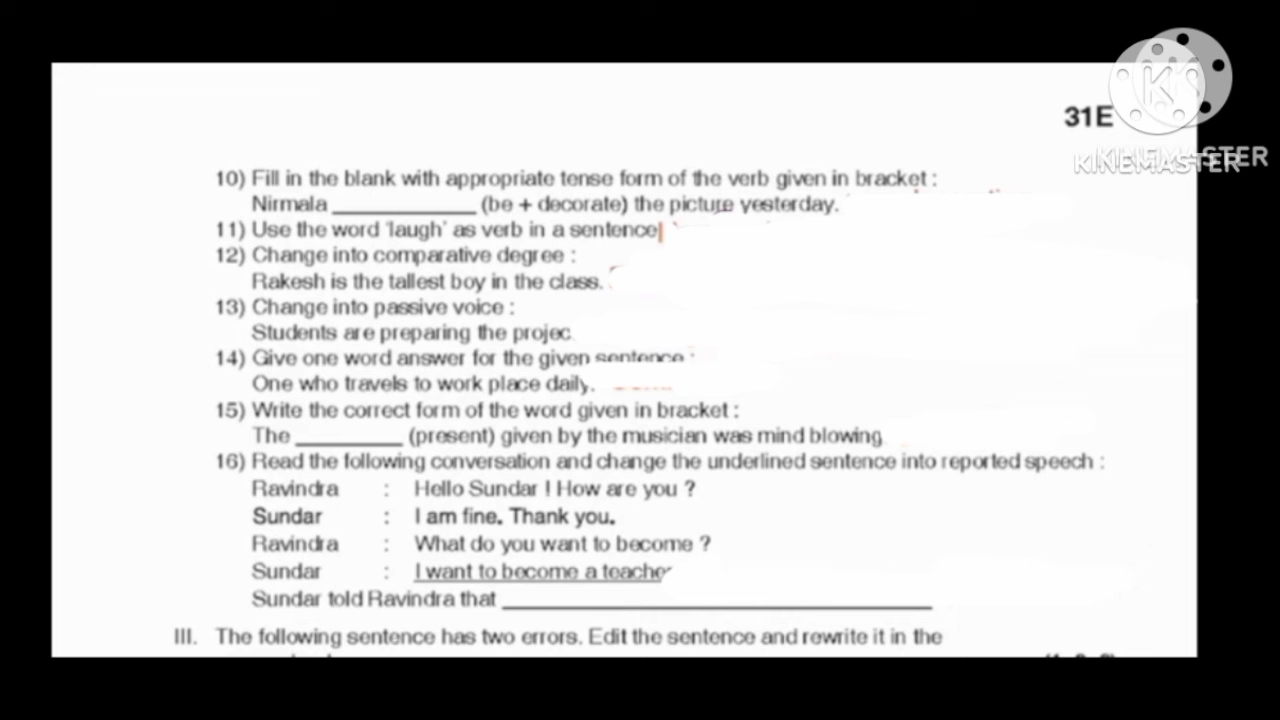 31E
KINEMASTER
KINEMASTER
10) Fill in the blank with appropriate tense form of the verb given in bracket :
Nirmala ____________ (be + decorate) the picture yesterday.
11) Use the word 'laugh' as verb in a sentence
12) Change into comparative degree :
Rakesh is the tallest boy in the class.
13) Change into passive voice :
Students are preparing the projec
14) Give one word answer for the given sentence :
One who travels to work place daily.
15) Write the correct form of the word given in bracket :
The _________ (present) given by the musician was mind blowing
16) Read the following conversation and change the underlined sentence into reported speech :
Ravindra : Hello Sundar ! How are you ?
Sundar : I am fine. Thank you.
Ravindra : What do you want to become ?
Sundar : I want to become a teacher
Sundar told Ravindra that ____________________________________
III. The following sentence has two errors. Edit the sentence and rewrite it in the